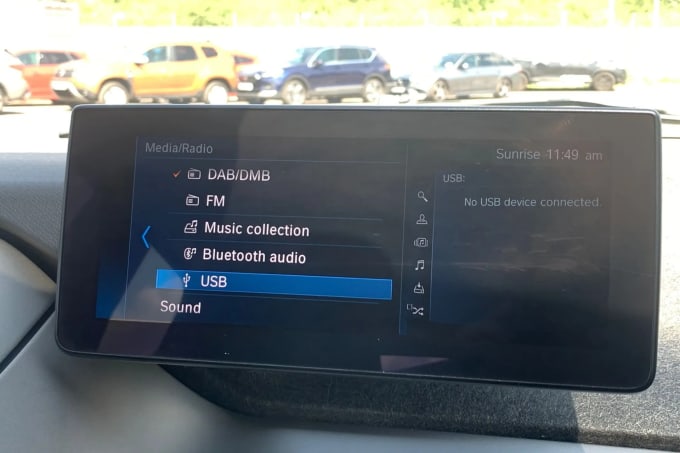 Media/Radio
Sunrise 11:49 am
DAB/DMB
FM
Music collection
Bluetooth audio
USB
Sound
USB:
No USB device connected.